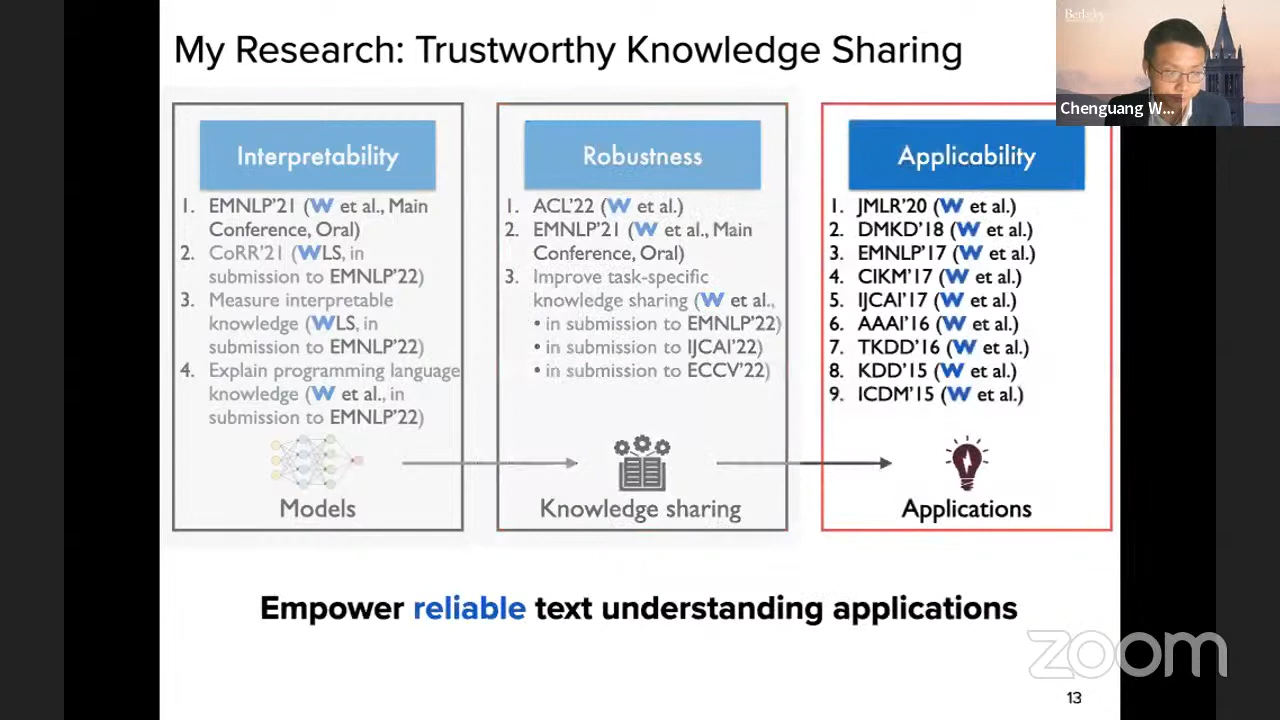 My Research: Trustworthy Knowledge Sharing
Berkeley
Chenguang W...
Interpretability
1. EMNLP'21 (W et al., Main
Conference, Oral)
2. CoRR'21 (WLS, in
submission to EMNLP'22)
3. Measure interpretable
knowledge (WLS, in
submission to EMNLP'22)
4. Explain programming language
knowledge (W et al., in
submission to EMNLP'22)
Models
Robustness
1. ACL'22 (W et al.)
2. EMNLP'21 (W et al., Main
Conference, Oral)
3. Improve task-specific
knowledge sharing (W et al.,
• in submission to EMNLP'22)
• in submission to IJCAI'22)
• in submission to ECCV'22)
Knowledge sharing
Applicability
1. JMLR'20 (W et al.)
2. DMKD'18 (W et al.)
3. EMNLP'17 (W et al.)
4. CIKM'17 (W et al.)
5. IJCAI'17 (W et al.)
6. AAAI'16 (W et al.)
7. TKDD'16 (W et al.)
8. KDD'15 (W et al.)
9. ICDM'15 (W et al.)
Applications
Empower reliable text understanding applications
zoom
13